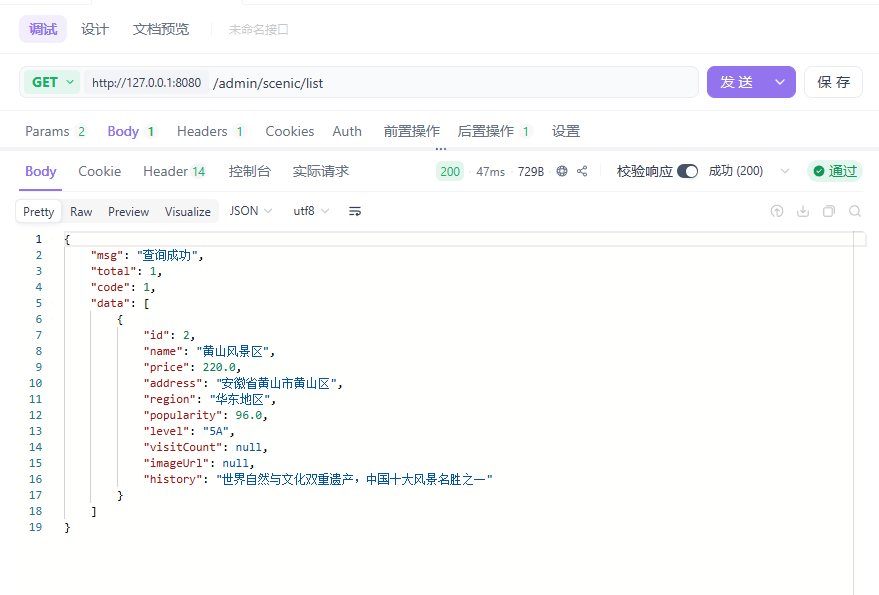 调试 设计 文档预览 未命名接口
GET http://127.0.0.1:8080 /admin/scenic/list 发送 保存
Params 2 Body 1 Headers 1 Cookies Auth 前置操作 后置操作 1 设置
Body Cookie Header 14 控制台 实际请求 200 · 47ms · 729B 校验响应 成功 (200) 通过
Pretty Raw Preview Visualize JSON utf8
1 {
2 "msg": "查询成功",
3 "total": 1,
4 "code": 1,
5 "data": [
6 {
7 "id": 2,
8 "name": "黄山风景区",
9 "price": 220.0,
10 "address": "安徽省黄山市黄山区",
11 "region": "华东地区",
12 "popularity": 96.0,
13 "level": "5A",
14 "visitCount": null,
15 "imageUrl": null,
16 "history": "世界自然与文化双重遗产，中国十大风景名胜之一"
17 }
18 ]
19 }